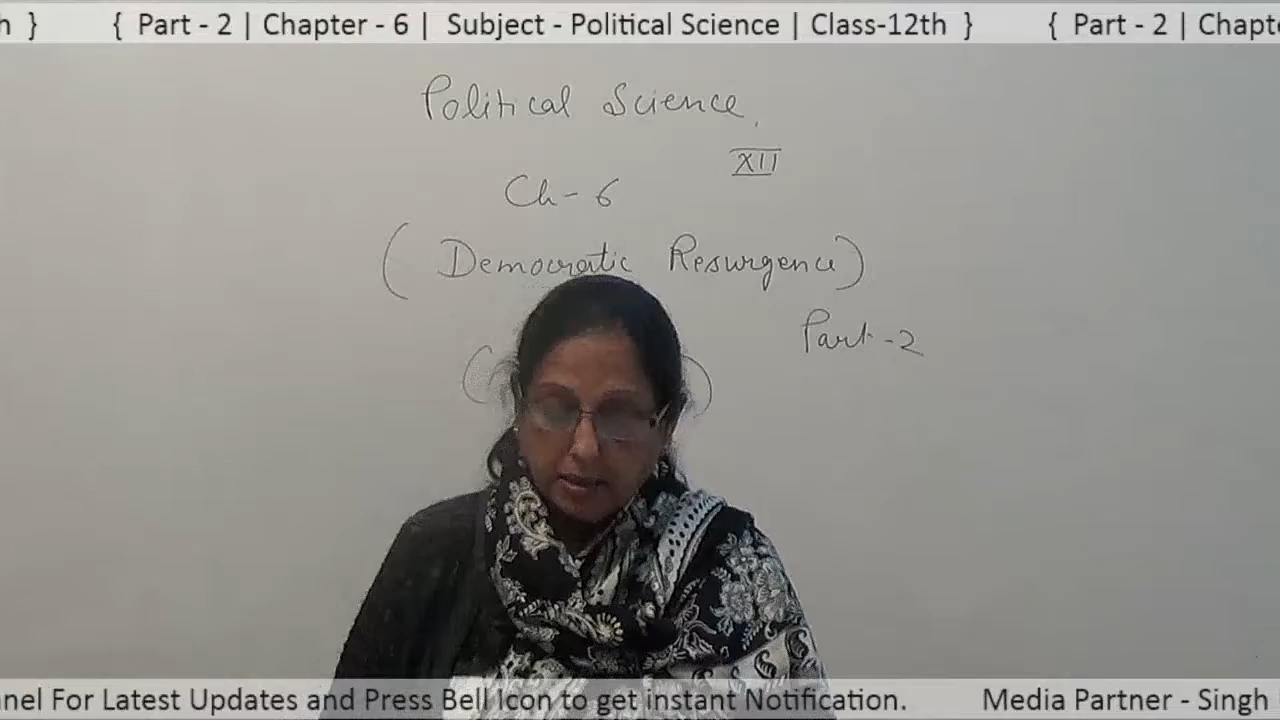 h } { Part - 2 | Chapter - 6 | Subject - Political Science | Class-12th } { Part - 2 | Chapte
Political Science,
XII
Ch - 6
( Democratic Resurgence )
Part - 2
( )
nel For Latest Updates and Press Bell Icon to get instant Notification. Media Partner - Singh